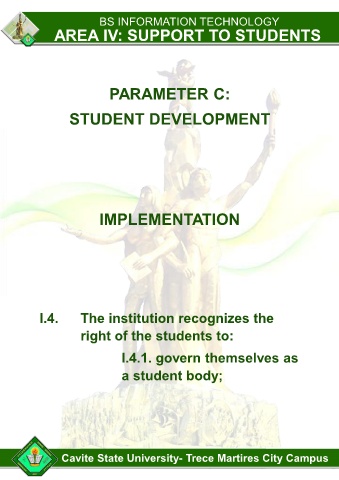 BS INFORMATION TECHNOLOGY
AREA IV: SUPPORT TO STUDENTS
PARAMETER C:
STUDENT DEVELOPMENT
IMPLEMENTATION
I.4. The institution recognizes the
right of the students to:
I.4.1. govern themselves as
a student body;
Cavite State University- Trece Martires City Campus